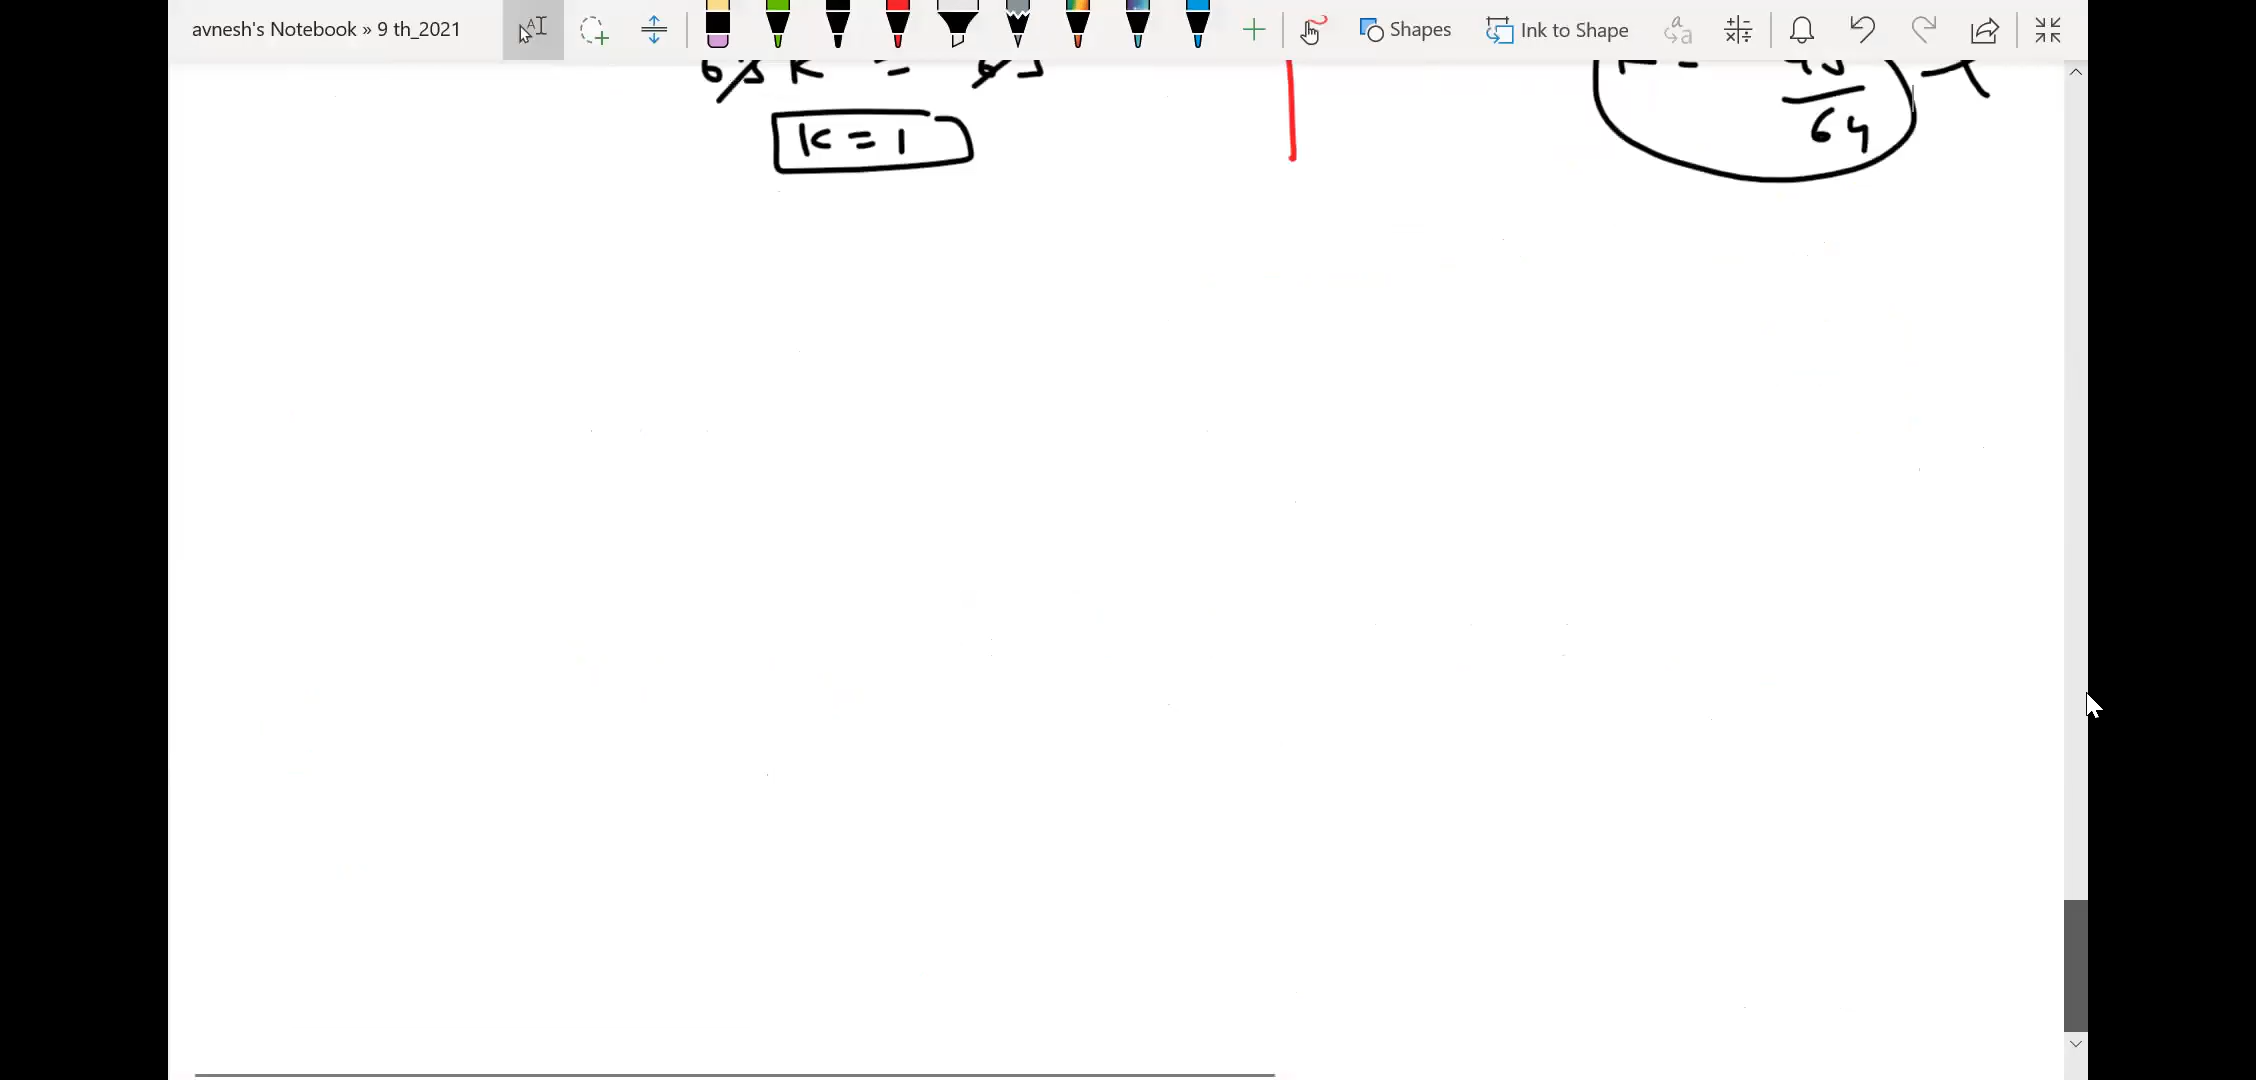 avnesh's Notebook » 9 th_2021
Shapes
Ink to Shape
K = 1
64